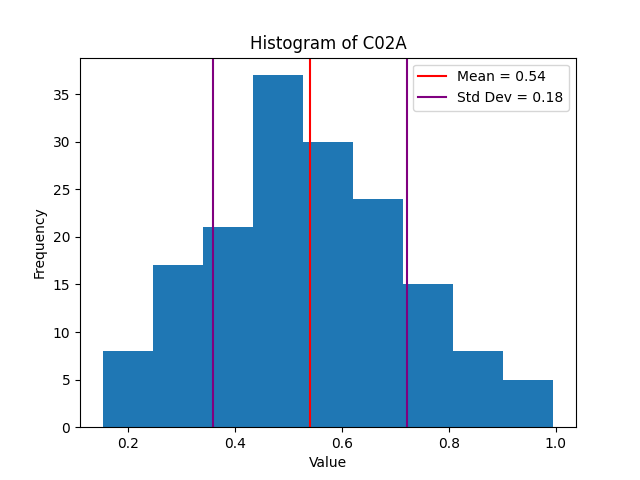 Histogram of C02A
Mean = 0.54
Std Dev = 0.18
Frequency
35
30
25
20
15
10
5
0
0.2 0.4 0.6 0.8 1.0
Value